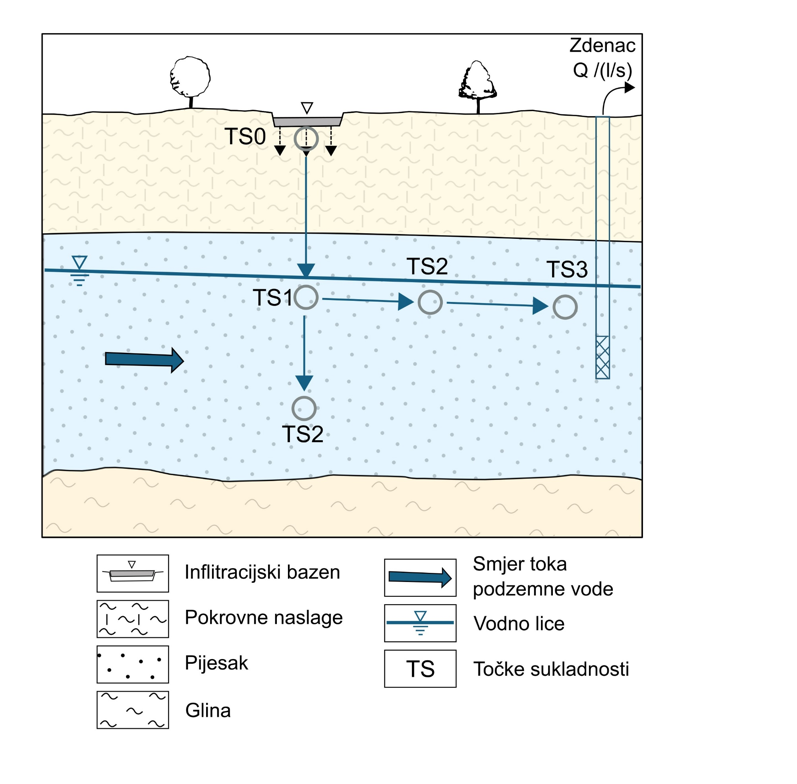 Zdenac
Q /(l/s)
TS0
TS2
TS3
TS1
TS2
Inflitracijski bazen
Pokrovne naslage
Pijesak
Glina
Smjer toka
podzemne vode
Vodno lice
TS
Točke sukladnosti